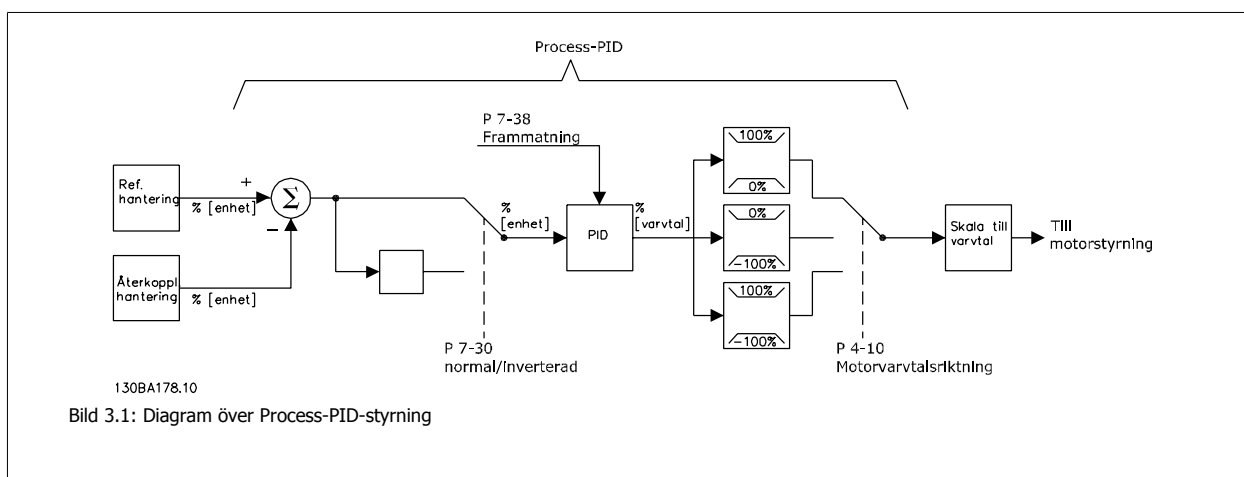 Process-PID
P 7-38
Frammatning
Ref.
hantering
+
% [enhet]
Σ
−
Återkoppl.
hantering
% [enhet]
P 7-30
normal/inverterad
%
[enhet]
PID
%
[varvtal]
100%
0%
0%
-100%
100%
-100%
P 4-10
Motorvarvtalsriktning
Skala till
varvtal
Till
motorstyrning
130BA178.10
Bild 3.1: Diagram över Process-PID-styrning